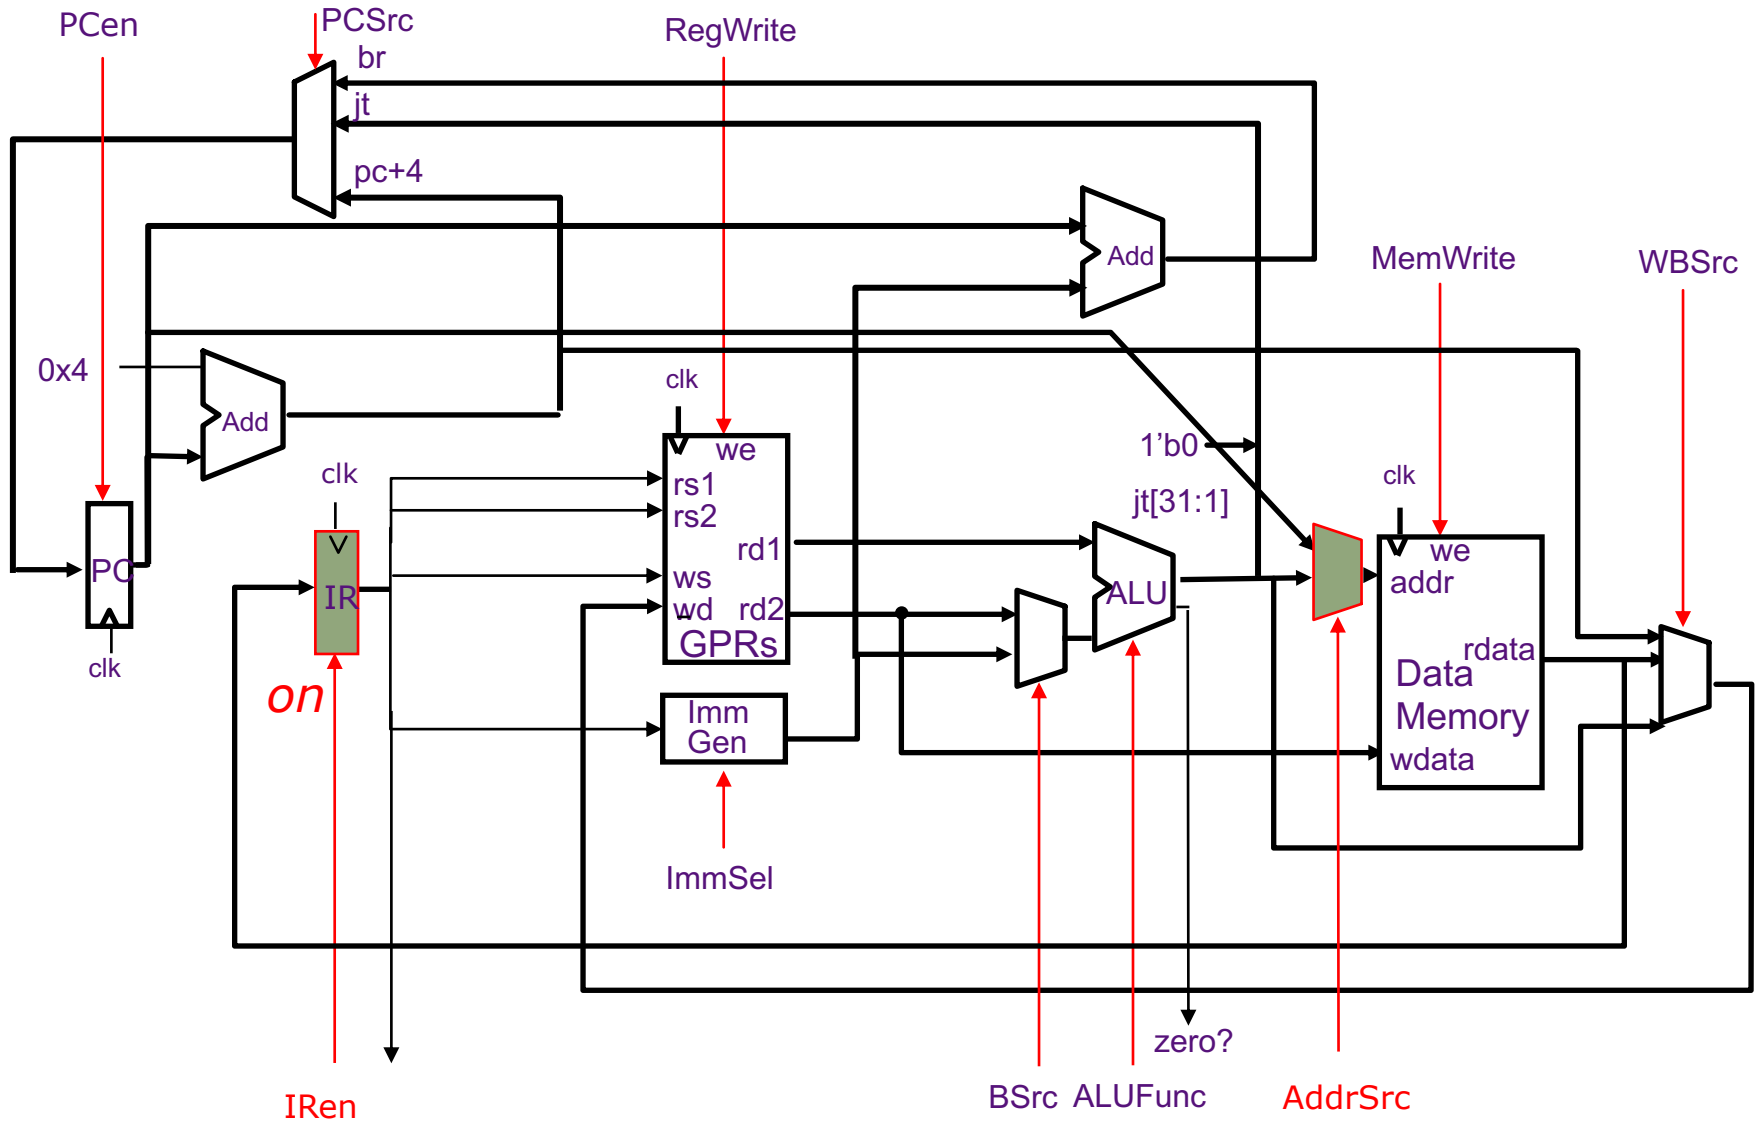 PCen
PCSrc
RegWrite
br
jt
pc+4
Add
MemWrite
WBSrc
0x4
Add
clk
we
1'b0
clk
clk
rs1
rs2
jt[31:1]
rd1
we
addr
PC
IR
ws
wd
rd2
ALU
GPRs
rdata
clk
on
Data
Memory
Imm
Gen
wdata
ImmSel
zero?
IRen
BSrc
ALUFunc
AddrSrc